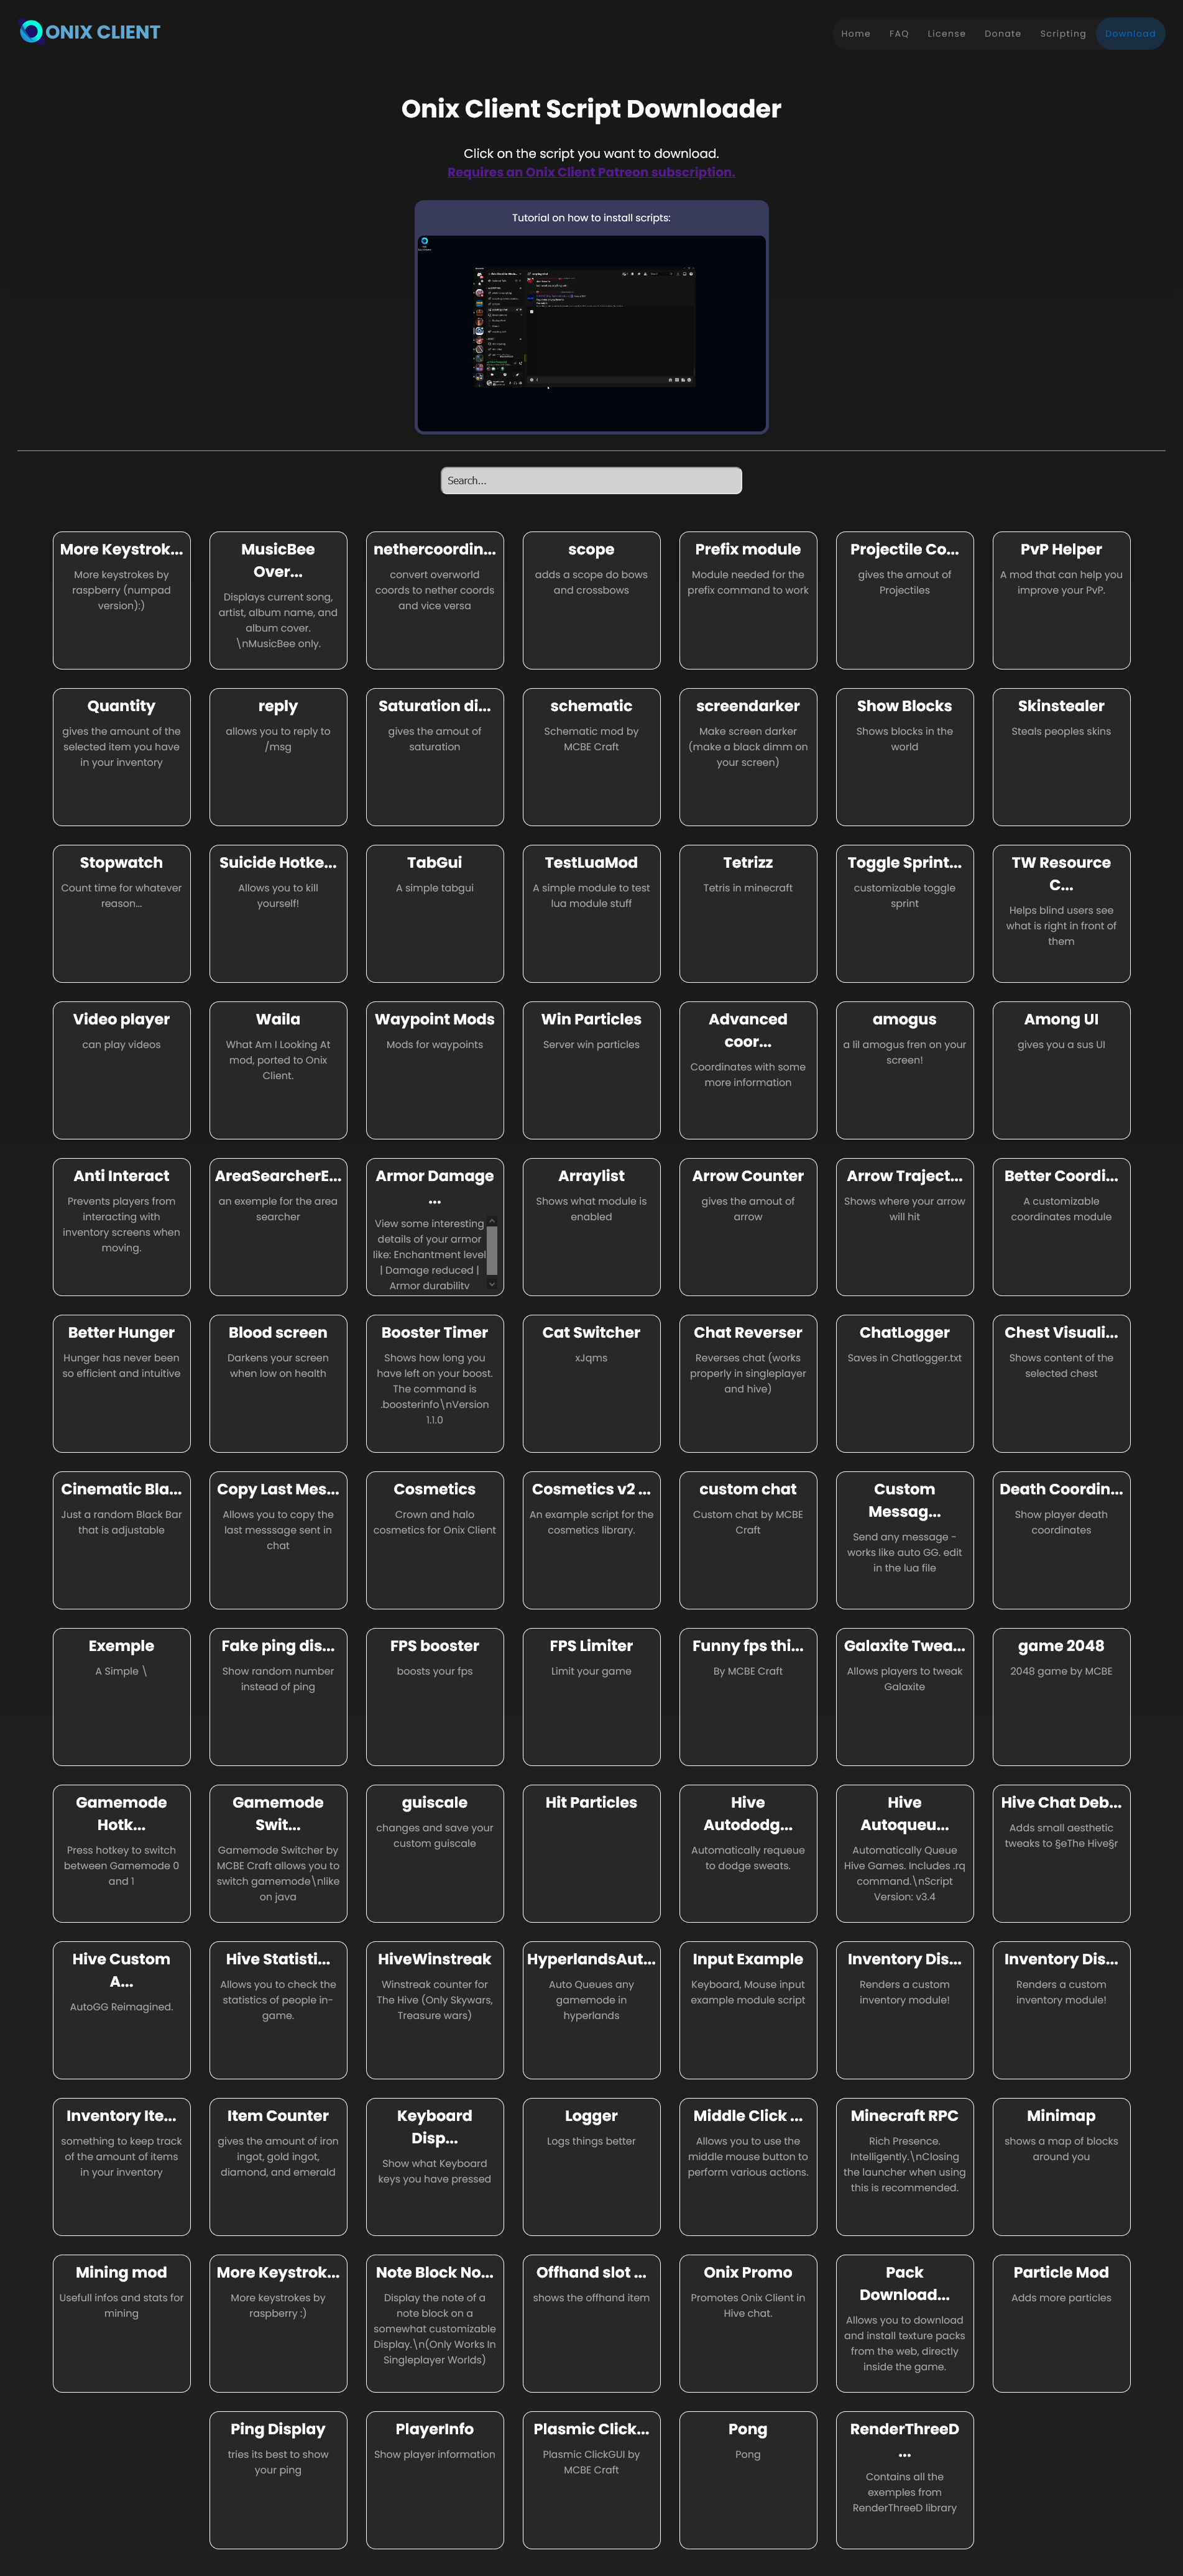 ONIX CLIENT
Home FAQ License Donate Scripting Download
Onix Client Script Downloader
Click on the script you want to download.
Requires an Onix Client Patreon subscription.
Tutorial on how to install scripts:
Search...
More Keystrok...
More keystrokes by
raspberry (numpad
version):)
MusicBee
Over...
Displays current song,
artist, album name, and
album cover.
\nMusicBee only.
nethercoordin...
convert overworld
coords to nether coords
and vice versa
scope
adds a scope do bows
and crossbows
Prefix module
Module needed for the
prefix command to work
Projectile Co...
gives the amout of
Projectiles
PvP Helper
A mod that can help you
improve your PvP.
Quantity
gives the amount of the
selected item you have
in your inventory
reply
allows you to reply to
/msg
Saturation di...
gives the amout of
saturation
schematic
Schematic mod by
MCBE Craft
screendarker
Make screen darker
(make a black dimm on
your screen)
Show Blocks
Shows blocks in the
world
Skinstealer
Steals peoples skins
Stopwatch
Count time for whatever
reason...
Suicide Hotke...
Allows you to kill
yourself!
TabGui
A simple tabgui
TestLuaMod
A simple module to test
lua module stuff
Tetrizz
Tetris in minecraft
Toggle Sprint...
customizable toggle
sprint
TW Resource
C...
Helps blind users see
what is right in front of
them
Video player
can play videos
Waila
What Am I Looking At
mod, ported to Onix
Client.
Waypoint Mods
Mods for waypoints
Win Particles
Server win particles
Advanced
coor...
Coordinates with some
more information
amogus
a lil amogus fren on your
screen!
Among UI
gives you a sus UI
Anti Interact
Prevents players from
interacting with
inventory screens when
moving.
AreaSearcherE...
an exemple for the area
searcher
Armor Damage
...
View some interesting
details of your armor
like: Enchantment level
| Damage reduced |
Armor durability
Arraylist
Shows what module is
enabled
Arrow Counter
gives the amout of
arrow
Arrow Traject...
Shows where your arrow
will hit
Better Coordi...
A customizable
coordinates module
Better Hunger
Hunger has never been
so efficient and intuitive
Blood screen
Darkens your screen
when low on health
Booster Timer
Shows how long you
have left on your boost.
The command is
.boosterinfo\nVersion
1.1.0
Cat Switcher
xJqms
Chat Reverser
Reverses chat (works
properly in singleplayer
and hive)
ChatLogger
Saves in Chatlogger.txt
Chest Visuali...
Shows content of the
selected chest
Cinematic Bla...
Just a random Black Bar
that is adjustable
Copy Last Mes...
Allows you to copy the
last messsage sent in
chat
Cosmetics
Crown and halo
cosmetics for Onix Client
Cosmetics v2 ...
An example script for the
cosmetics library.
custom chat
Custom chat by MCBE
Craft
Custom
Messag...
Send any message -
works like auto GG. edit
in the lua file
Death Coordin...
Show player death
coordinates
Exemple
A Simple \
Fake ping dis...
Show random number
instead of ping
FPS booster
boosts your fps
FPS Limiter
Limit your game
Funny fps thi...
By MCBE Craft
Galaxite Twea...
Allows players to tweak
Galaxite
game 2048
2048 game by MCBE
Gamemode
Hotk...
Press hotkey to switch
between Gamemode 0
and 1
Gamemode
Swit...
Gamemode Switcher by
MCBE Craft allows you to
switch gamemode\nlike
on java
guiscale
changes and save your
custom guiscale
Hit Particles
Hive
Autododg...
Automatically requeue
to dodge sweats.
Hive
Autoqueu...
Automatically Queue
Hive Games. Includes .rq
command.\nScript
Version: v3.4
Hive Chat Deb...
Adds small aesthetic
tweaks to §eThe Hive§r
Hive Custom
A...
AutoGG Reimagined.
Hive Statisti...
Allows you to check the
statistics of people in-
game.
HiveWinstreak
Winstreak counter for
The Hive (Only Skywars,
Treasure wars)
HyperlandsAut...
Auto Queues any
gamemode in
hyperlands
Input Example
Keyboard, Mouse input
example module script
Inventory Dis...
Renders a custom
inventory module!
Inventory Dis...
Renders a custom
inventory module!
Inventory Ite...
something to keep track
of the amount of items
in your inventory
Item Counter
gives the amount of iron
ingot, gold ingot,
diamond, and emerald
Keyboard
Disp...
Show what Keyboard
keys you have pressed
Logger
Logs things better
Middle Click ...
Allows you to use the
middle mouse button to
perform various actions.
Minecraft RPC
Rich Presence.
Intelligently.\nClosing
the launcher when using
this is recommended.
Minimap
shows a map of blocks
around you
Mining mod
Usefull infos and stats for
mining
More Keystrok...
More keystrokes by
raspberry :)
Note Block No...
Display the note of a
note block on a
somewhat customizable
Display.\n(Only Works In
Singleplayer Worlds)
Offhand slot ...
shows the offhand item
Onix Promo
Promotes Onix Client in
Hive chat.
Pack
Download...
Allows you to download
and install texture packs
from the web, directly
inside the game.
Particle Mod
Adds more particles
Ping Display
tries its best to show
your ping
PlayerInfo
Show player information
Plasmic Click...
Plasmic ClickGUI by
MCBE Craft
Pong
Pong
RenderThreeD
...
Contains all the
exemples from
RenderThreeD library